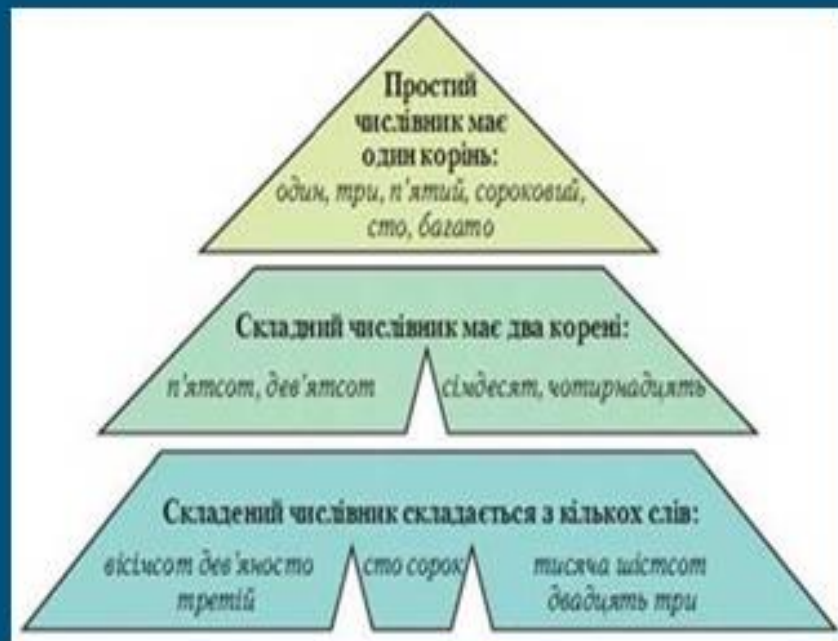 Простий
числівник має
один корінь:
один, три, п'ятий, сороковий,
сто, багато
Складний числівник має два корені:
п'ятсот, дев'ятсот
сімдесят, чотирнадцять
Складений числівник складається з кількох слів:
вісімсот дев'яносто
третій
сто сорок
тисяча шістсот
двадцять три